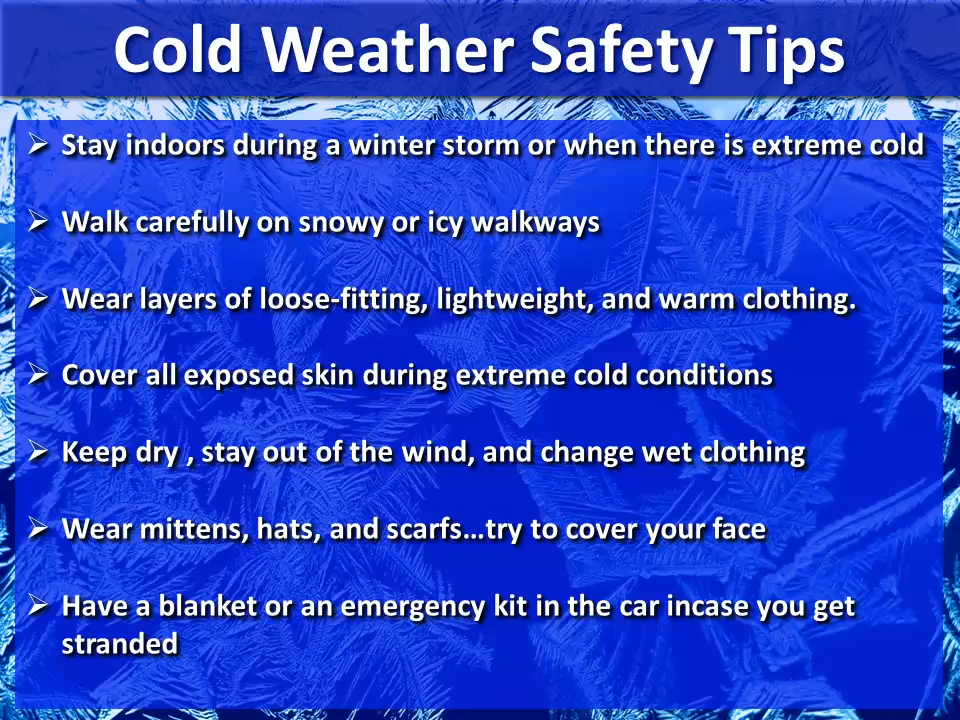 Cold Weather Safety Tips
➢ Stay indoors during a winter storm or when there is extreme cold
➢ Walk carefully on snowy or icy walkways
➢ Wear layers of loose-fitting, lightweight, and warm clothing.
➢ Cover all exposed skin during extreme cold conditions
➢ Keep dry , stay out of the wind, and change wet clothing
➢ Wear mittens, hats, and scarfs…try to cover your face
➢ Have a blanket or an emergency kit in the car incase you get
stranded